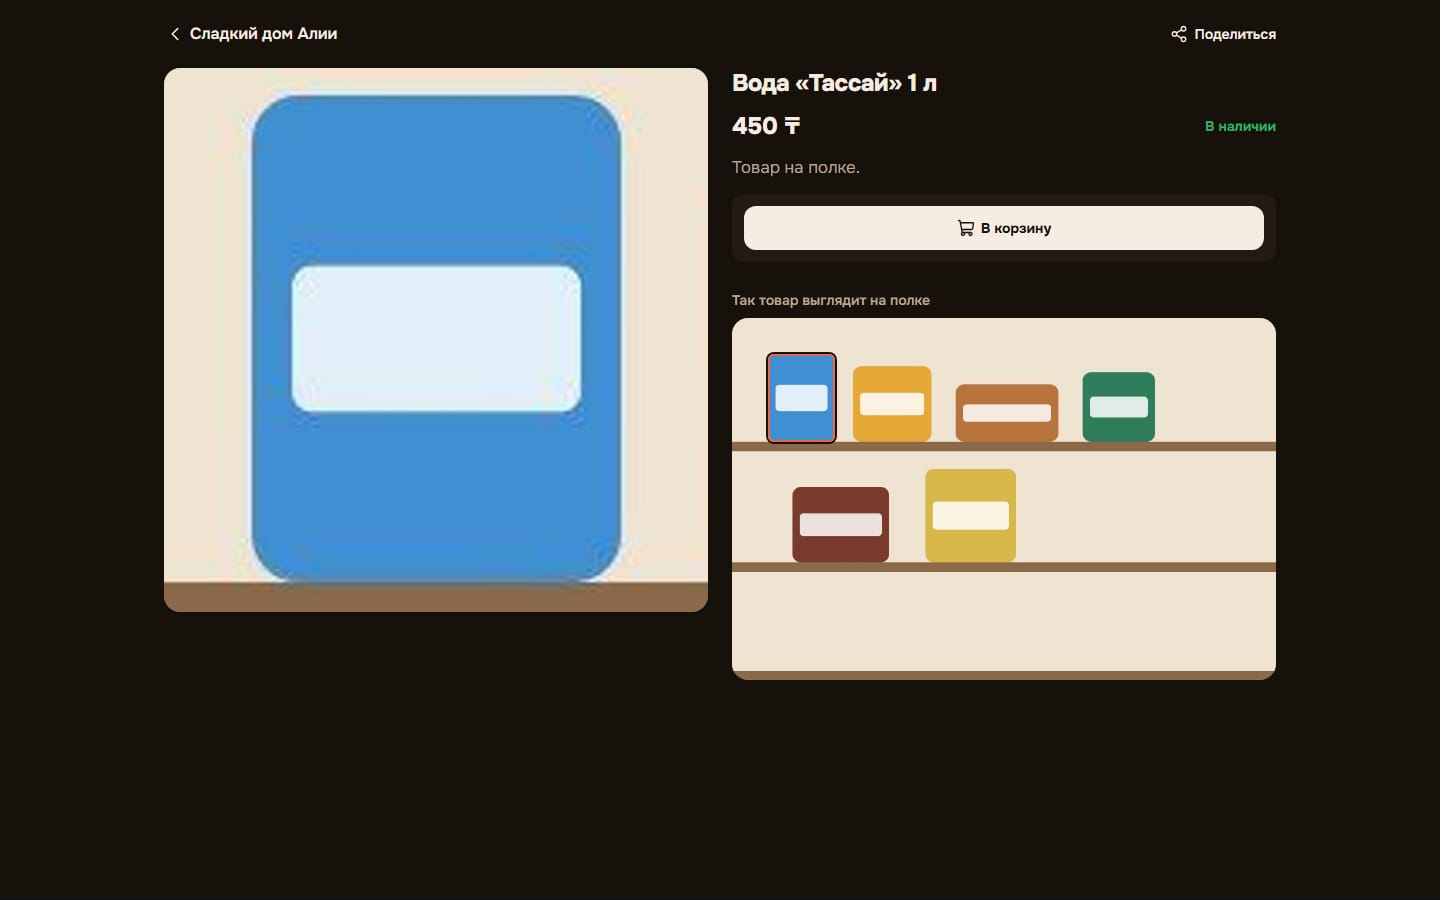 Сладкий дом Алии
Поделиться
Вода «Тассай» 1 л
450 ₸
В наличии
Товар на полке.
В корзину
Так товар выглядит на полке